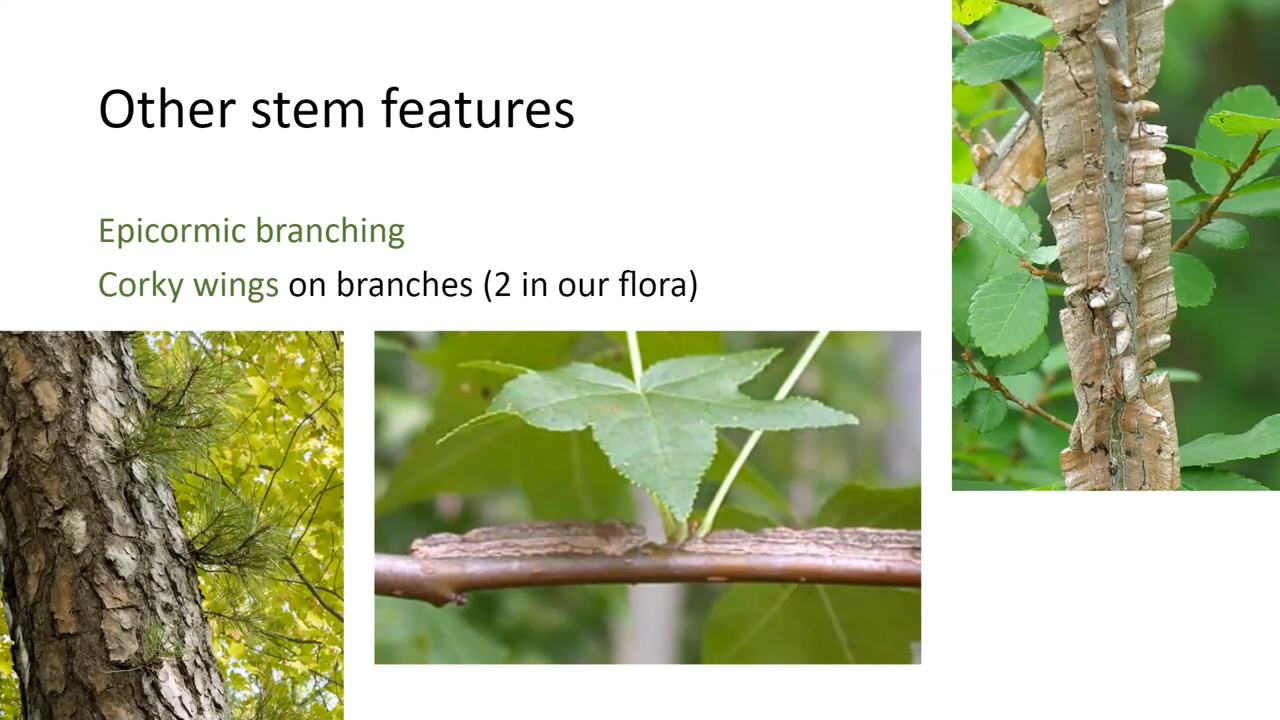 Other stem features
Epicormic branching
Corky wings on branches (2 in our flora)